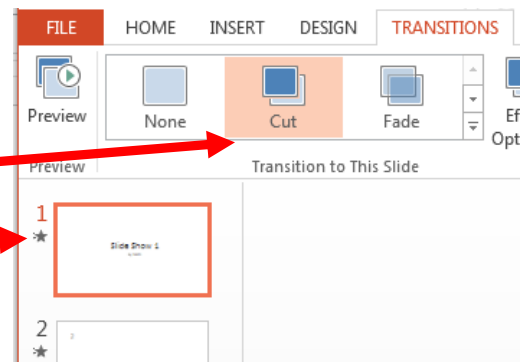 FILE HOME INSERT DESIGN TRANSITIONS
Preview None Cut Fade Ef
Opt
Preview Transition to This Slide
1
Slide Show 1
2